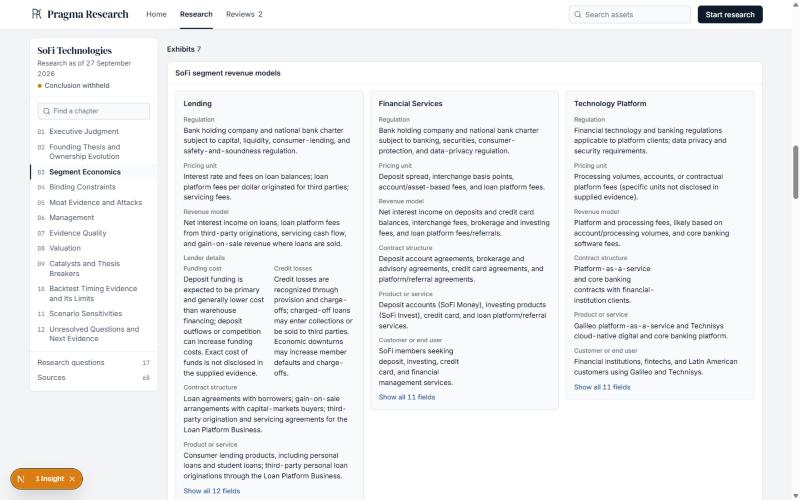 Pragma Research
Home
Research
Reviews 2
Search assets
Start research
SoFi Technologies
Research as of 27 September
2026
Conclusion withheld
Find a chapter
01 Executive Judgment
02 Founding Thesis and
Ownership Evolution
03 Segment Economics
04 Binding Constraints
05 Moat Evidence and Attacks
06 Management
07 Evidence Quality
08 Valuation
09 Catalysts and Thesis
Breakers
10 Backtest Timing Evidence
and Its Limits
11 Scenario Sensitivities
12 Unresolved Questions and
Next Evidence
Research questions 17
Sources 68
Exhibits 7
SoFi segment revenue models
Lending
Regulation
Bank holding company and national bank charter
subject to capital, liquidity, consumer-lending, and
safety-and-soundness regulation.
Pricing unit
Interest rate and fees on loan balances; loan
platform fees per dollar originated for third parties;
servicing fees.
Revenue model
Net interest income on loans, loan platform fees
from third-party originations, servicing cash flow,
and gain-on-sale revenue where loans are sold.
Lender details
Funding cost
Deposit funding is
expected to be primary
and generally lower cost
than warehouse
financing; deposit
outflows or competition
can increase funding
costs. Exact cost of
funds is not disclosed in
the supplied evidence.
Credit losses
Credit losses are
recognized through
provision and charge-
offs; charged-off loans
may enter collections or
be sold to third parties.
Economic downturns
may increase member
defaults and charge-
offs.
Contract structure
Loan agreements with borrowers; gain-on-sale
arrangements with capital-markets buyers; third-
party origination and servicing agreements for the
Loan Platform Business.
Product or service
Consumer lending products, including personal
loans and student loans; third-party personal loan
originations through the Loan Platform Business.
Show all 12 fields
Financial Services
Regulation
Bank holding company and national bank charter
subject to banking, securities, consumer-
protection, and data-privacy regulation.
Pricing unit
Deposit spread, interchange basis points,
account/asset-based fees, and loan platform fees.
Revenue model
Net interest income on deposits and credit card
balances, interchange fees, brokerage and investing
fees, and loan platform fees/referrals.
Contract structure
Deposit account agreements, brokerage and
advisory agreements, credit card agreements, and
platform/referral agreements.
Product or service
Deposit accounts (SoFi Money), investing products
(SoFi Invest), credit card, and loan platform/referral
services.
Customer or end user
SoFi members seeking
deposit, investing, credit
card, and financial
management services.
Show all 11 fields
Technology Platform
Regulation
Financial technology and banking regulations
applicable to platform clients; data privacy and
security requirements.
Pricing unit
Processing volumes, accounts, or contractual
platform fees (specific units not disclosed in
supplied evidence).
Revenue model
Platform and processing fees, likely based on
account/processing volumes, and core banking
software fees.
Contract structure
Platform-as-a-service
and core banking
contracts with financial-
institution clients.
Product or service
Galileo platform-as-a-service and Technisys
cloud-native digital and core banking platform.
Customer or end user
Financial institutions, fintechs, and Latin American
customers using Galileo and Technisys.
Show all 11 fields
N 1 Insight ×